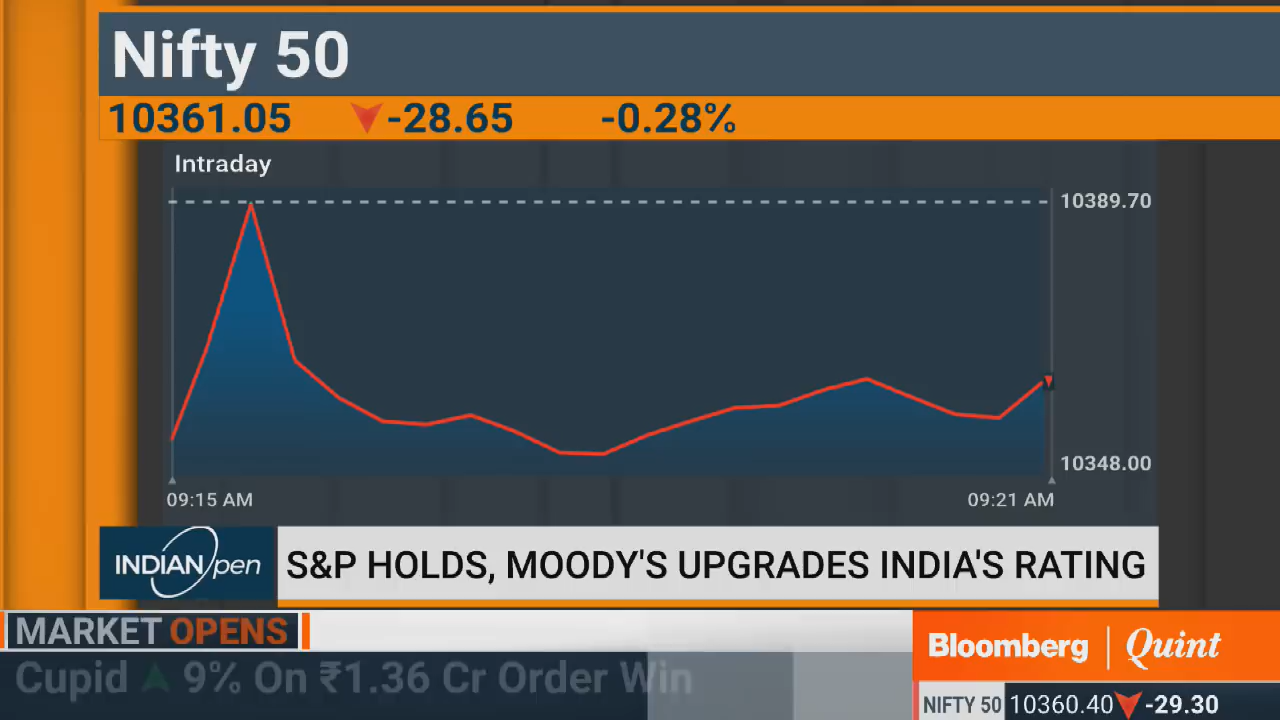 Nifty 50
10361.05 ▼ -28.65 -0.28%
Intraday
10389.70
10348.00
09:15 AM 09:21 AM
INDIAN Open S&P HOLDS, MOODY'S UPGRADES INDIA'S RATING
MARKET OPENS
Bloomberg | Quint
Cupid ▲ 9% On ₹1.36 Cr Order Win
NIFTY 50 10360.40 ▼ -29.30